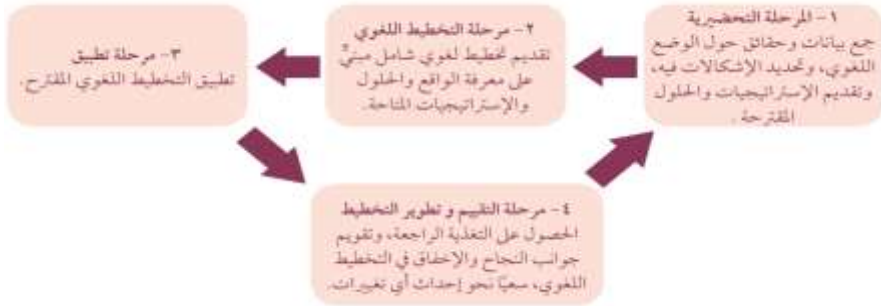 ١- المرحلة التحضيرية
جمع بيانات وحقائق حول الوضع
اللغوي، وتحديد الإشكالات فيه،
وتقديم الإستراتيجيات والحلول
المقترحة.
٢- مرحلة التخطيط اللغوي
تقديم تخطيط لغوي شامل مبنيٍّ
على معرفة الواقع والحلول
والإستراتيجيات المتاحة.
٣- مرحلة تطبيق
تطبيق التخطيط اللغوي المقترح.
٤- مرحلة التقييم و تطوير التخطيط
الحصول على التغذية الراجعة، وتقويم
جوانب النجاح والإخفاق في التخطيط
اللغوي، سعيًا نحو إحداث أي تغييرات.